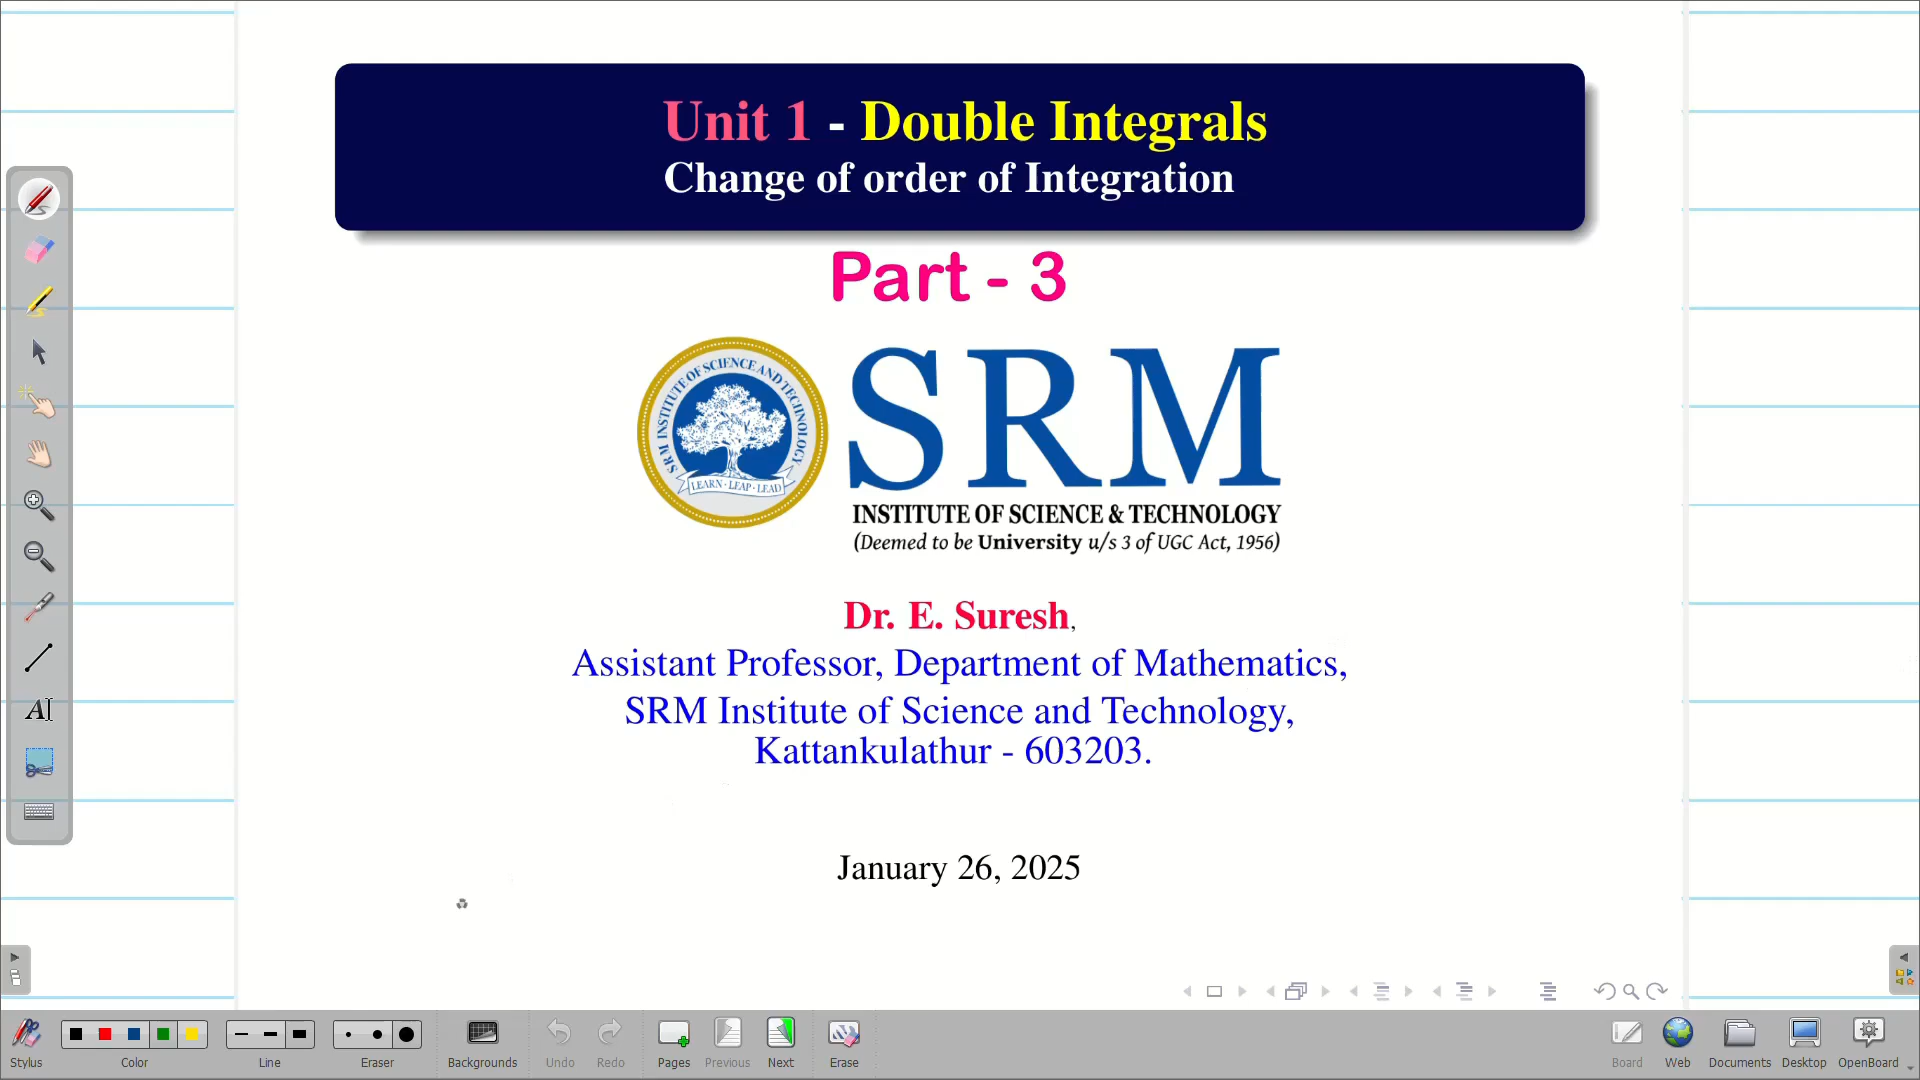 Unit 1 - Double Integrals
Change of order of Integration
Part - 3
SRM INSTITUTE OF SCIENCE AND TECHNOLOGY
LEARN · LEAP · LEAD
SRM
INSTITUTE OF SCIENCE & TECHNOLOGY
(Deemed to be University u/s 3 of UGC Act, 1956)
Dr. E. Suresh,
Assistant Professor, Department of Mathematics,
SRM Institute of Science and Technology,
Kattankulathur - 603203.
January 26, 2025
Stylus Color Line Eraser Backgrounds Undo Redo Pages Previous Next Erase Board Web Documents Desktop OpenBoard